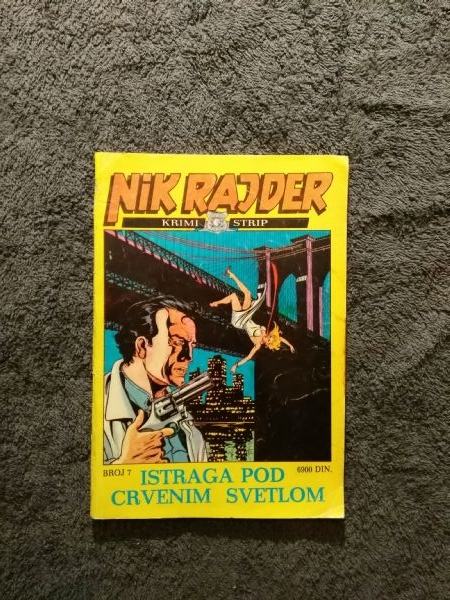 NIK RAJDER
KRIMI STRIP
BROJ 7
6900 DIN.
ISTRAGA POD
CRVENIM SVETLOM